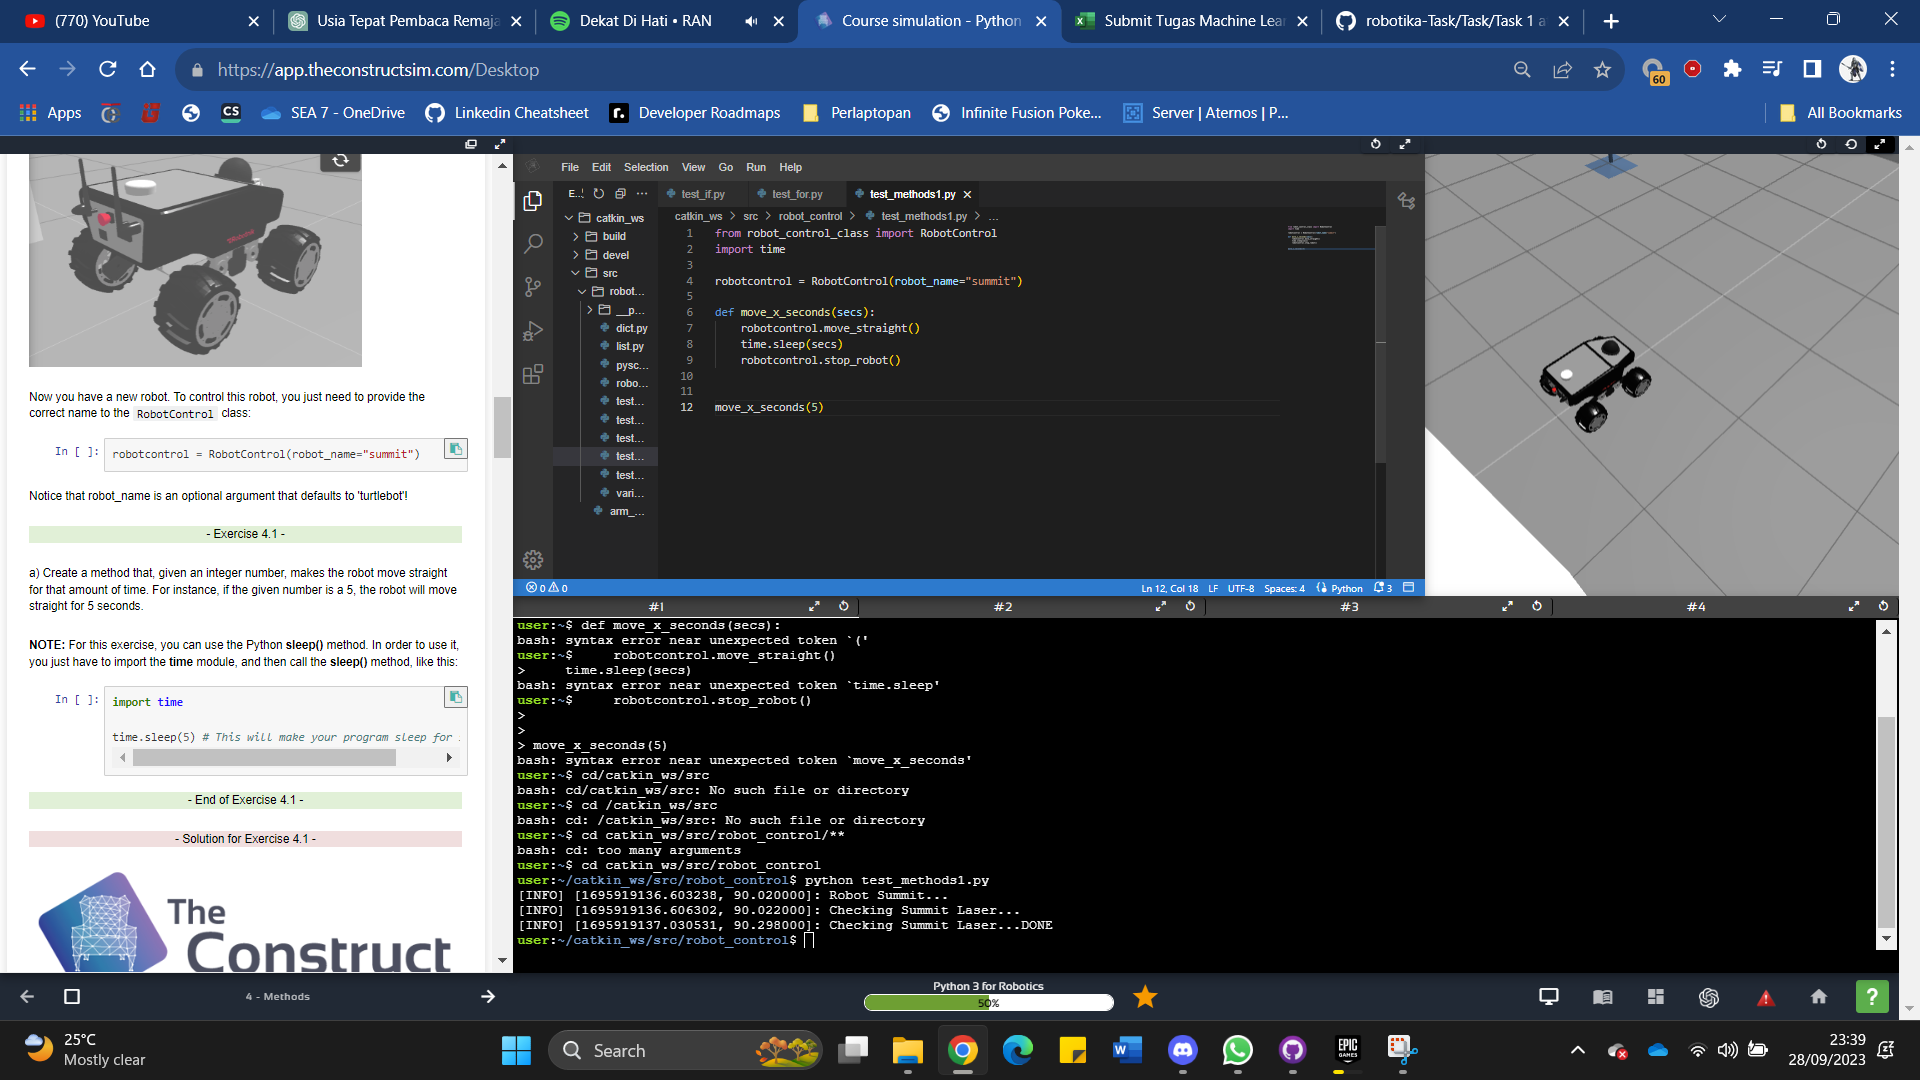 (770) YouTube
Usia Tepat Pembaca Remaja
Dekat Di Hati • RAN
Course simulation - Python
Submit Tugas Machine Lear
robotika-Task/Task/Task 1 a
https://app.theconstructsim.com/Desktop
60
Apps
CS
SEA 7 - OneDrive
Linkedin Cheatsheet
Developer Roadmaps
Perlaptopan
Infinite Fusion Poke...
Server | Aternos | P...
All Bookmarks
Now you have a new robot. To control this robot, you just need to provide the
correct name to the RobotControl class:
In [ ]: robotcontrol = RobotControl(robot_name="summit")
Notice that robot_name is an optional argument that defaults to 'turtlebot'!
- Exercise 4.1 -
a) Create a method that, given an integer number, makes the robot move straight
for that amount of time. For instance, if the given number is a 5, the robot will move
straight for 5 seconds.
NOTE: For this exercise, you can use the Python sleep() method. In order to use it,
you just have to import the time module, and then call the sleep() method, like this:
In [ ]: import time
time.sleep(5) # This will make your program sleep for
- End of Exercise 4.1 -
- Solution for Exercise 4.1 -
The
Construct
File Edit Selection View Go Run Help
E...
test_if.py
test_for.py
test_methods1.py
catkin_ws > src > robot_control > test_methods1.py > ...
catkin_ws
build
devel
src
robot...
__p...
dict.py
list.py
pysc...
robo...
test...
test...
test...
test...
test...
vari...
arm_...
1 from robot_control_class import RobotControl
2 import time
3
4 robotcontrol = RobotControl(robot_name="summit")
5
6 def move_x_seconds(secs):
7     robotcontrol.move_straight()
8     time.sleep(secs)
9     robotcontrol.stop_robot()
10
11
12 move_x_seconds(5)
0 0
Ln 12, Col 18 LF UTF-8 Spaces: 4 Python 3
#1 #2 #3 #4
user:~$ def move_x_seconds(secs):
bash: syntax error near unexpected token `('
user:~$     robotcontrol.move_straight()
>     time.sleep(secs)
bash: syntax error near unexpected token `time.sleep'
user:~$     robotcontrol.stop_robot()
>
>
> move_x_seconds(5)
bash: syntax error near unexpected token `move_x_seconds'
user:~$ cd/catkin_ws/src
bash: cd/catkin_ws/src: No such file or directory
user:~$ cd /catkin_ws/src
bash: cd: /catkin_ws/src: No such file or directory
user:~$ cd catkin_ws/src/robot_control/**
bash: cd: too many arguments
user:~$ cd catkin_ws/src/robot_control
user:~/catkin_ws/src/robot_control$ python test_methods1.py
[INFO] [1695919136.603238, 90.020000]: Robot Summit...
[INFO] [1695919136.606302, 90.022000]: Checking Summit Laser...
[INFO] [1695919137.030531, 90.298000]: Checking Summit Laser...DONE
user:~/catkin_ws/src/robot_control$
4 - Methods
Python 3 for Robotics
50%
?
25°C
Mostly clear
Search
EPIC
GAMES
23:39
28/09/2023